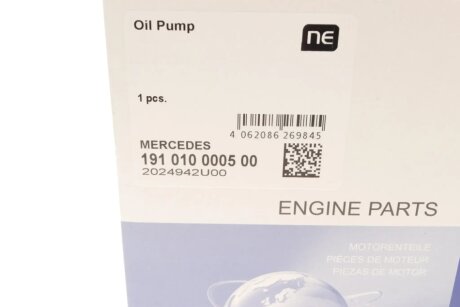 Oil Pump
ne
1 pcs.
4 062086 269845
MERCEDES
191 010 0005 00
2024942U00
ENGINE PARTS
MOTORENTEILE
PIÈCES DE MOTEUR
PIEZAS DE MOTOR